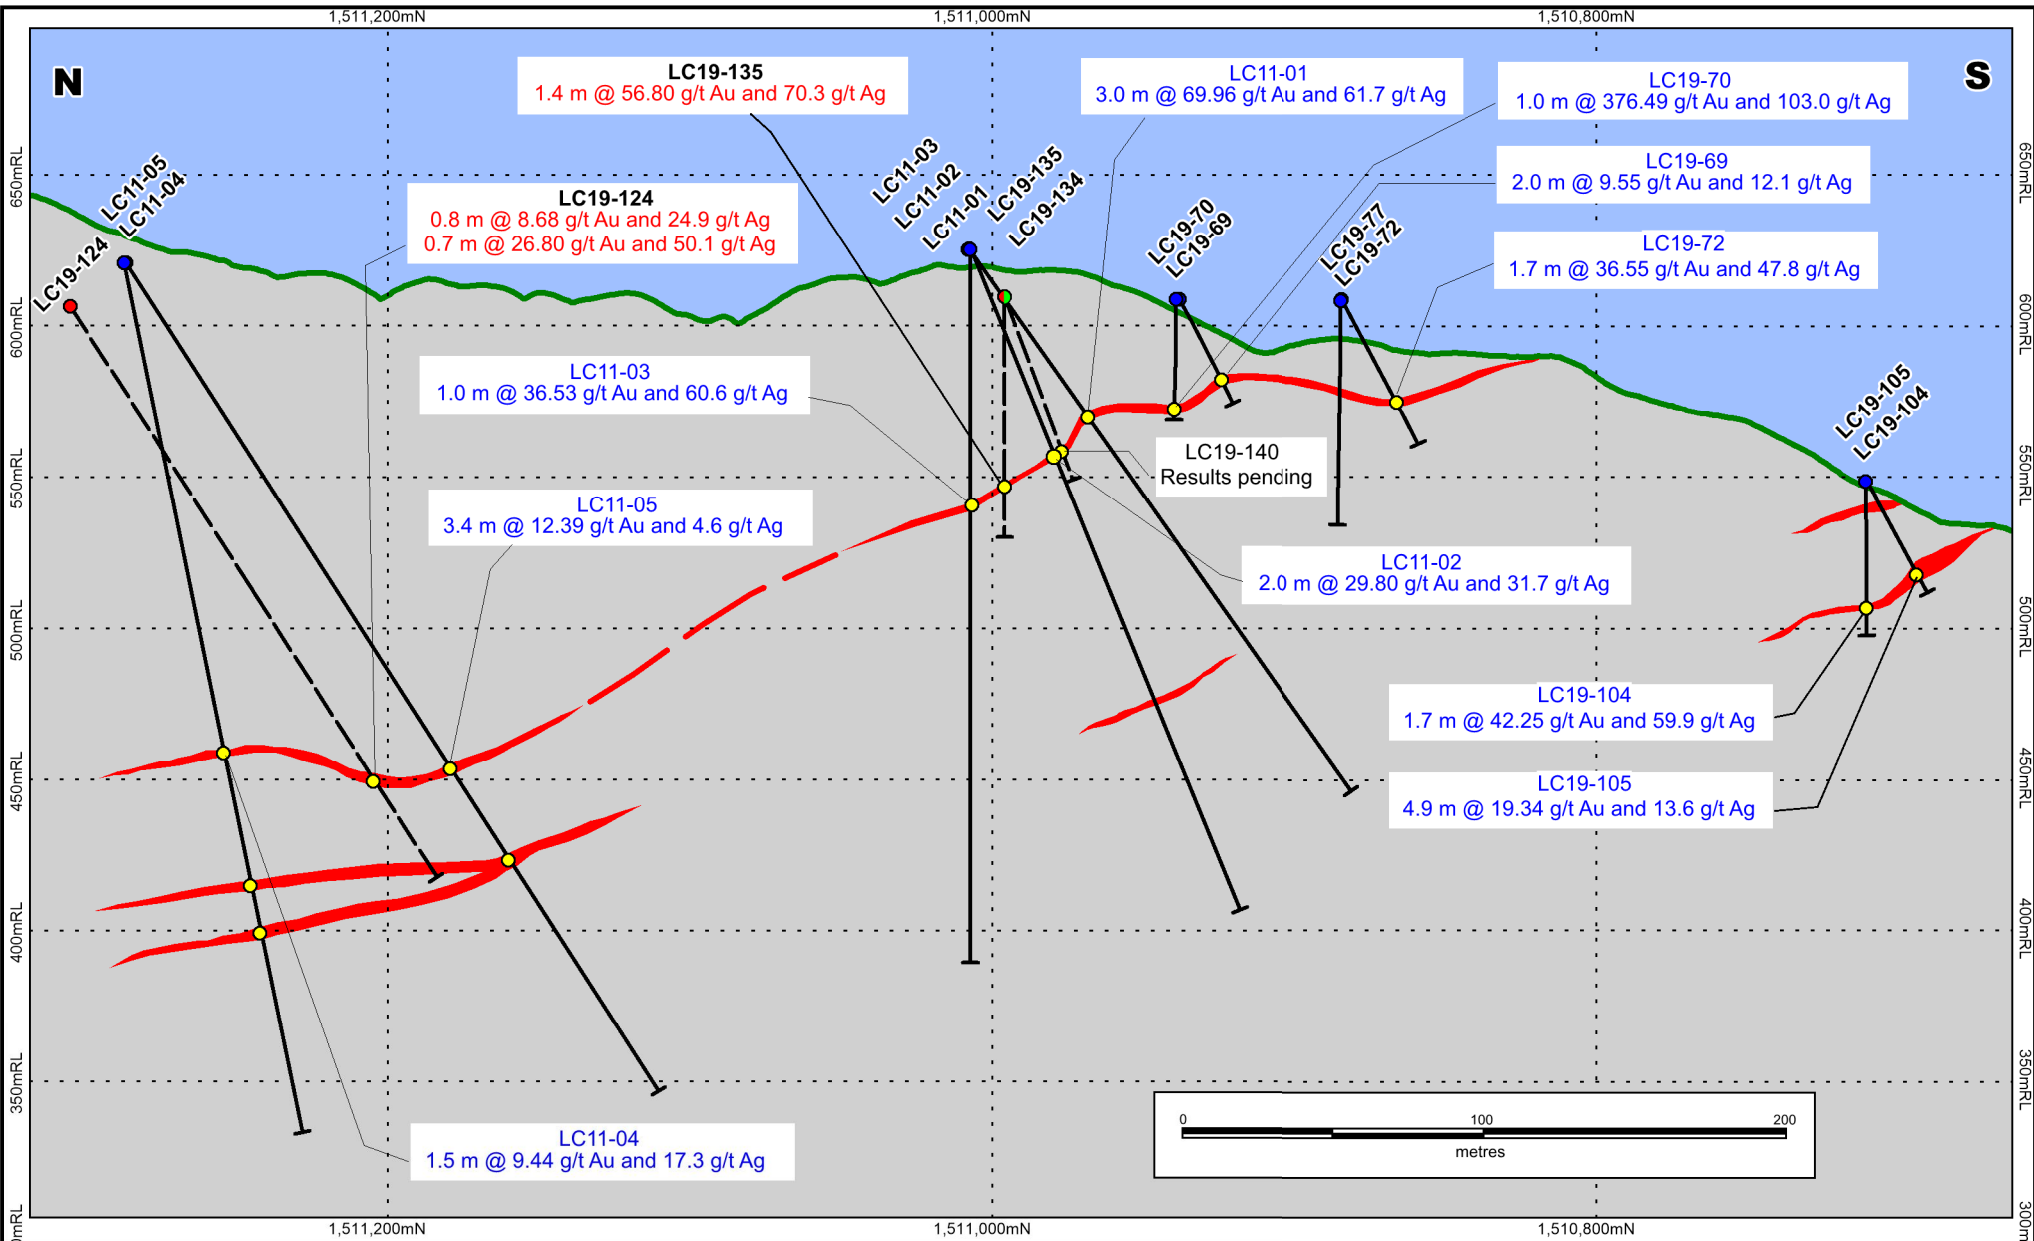 1,511,200mN
1,511,000mN
1,510,800mN
N
S
LC19-135
1.4 m @ 56.80 g/t Au and 70.3 g/t Ag
LC11-01
3.0 m @ 69.96 g/t Au and 61.7 g/t Ag
LC19-70
1.0 m @ 376.49 g/t Au and 103.0 g/t Ag
LC19-69
2.0 m @ 9.55 g/t Au and 12.1 g/t Ag
LC19-72
1.7 m @ 36.55 g/t Au and 47.8 g/t Ag
LC19-124
0.8 m @ 8.68 g/t Au and 24.9 g/t Ag
0.7 m @ 26.80 g/t Au and 50.1 g/t Ag
LC11-05
LC11-04
LC19-124
LC11-03
LC11-02
LC11-01
LC19-135
LC19-134
LC19-70
LC19-69
LC19-77
LC19-72
LC19-105
LC19-104
LC11-03
1.0 m @ 36.53 g/t Au and 60.6 g/t Ag
LC19-140
Results pending
LC11-05
3.4 m @ 12.39 g/t Au and 4.6 g/t Ag
LC11-02
2.0 m @ 29.80 g/t Au and 31.7 g/t Ag
LC19-104
1.7 m @ 42.25 g/t Au and 59.9 g/t Ag
LC19-105
4.9 m @ 19.34 g/t Au and 13.6 g/t Ag
LC11-04
1.5 m @ 9.44 g/t Au and 17.3 g/t Ag
650mRL
600mRL
550mRL
500mRL
450mRL
400mRL
350mRL
0mRL
650mRL
600mRL
550mRL
500mRL
450mRL
400mRL
350mRL
300m
0
100
200
metres
1,511,200mN
1,511,000mN
1,510,800mN